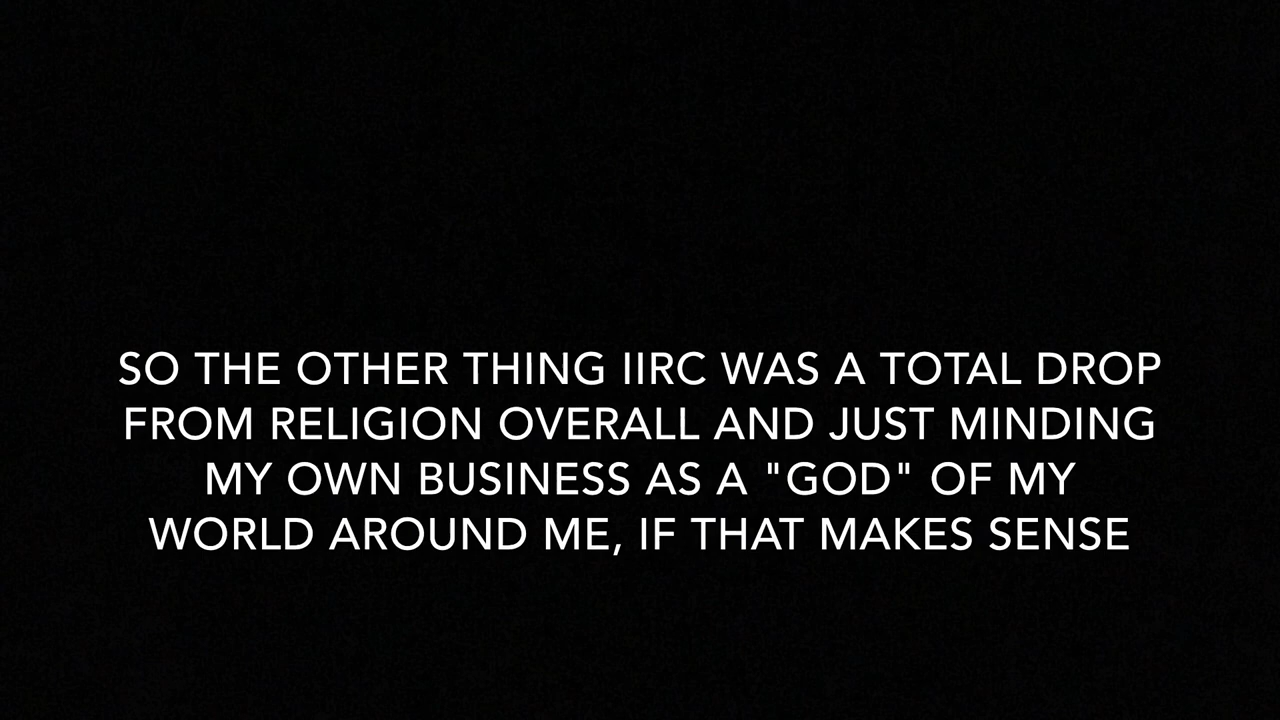 SO THE OTHER THING IIRC WAS A TOTAL DROP
FROM RELIGION OVERALL AND JUST MINDING
MY OWN BUSINESS AS A "GOD" OF MY
WORLD AROUND ME, IF THAT MAKES SENSE